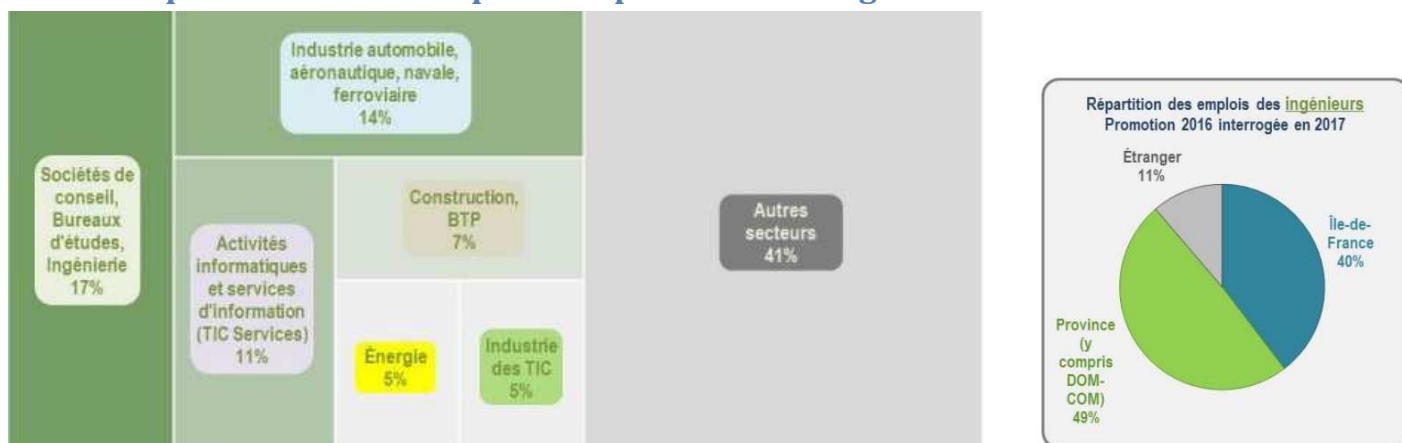 Industrie automobile,
aéronautique, navale,
ferroviaire
14%
Sociétés de
conseil,
Bureaux
d'études,
Ingénierie
17%
Activités
informatiques
et services
d'information
(TIC Services)
11%
Construction,
BTP
7%
Énergie
5%
Industrie
des TIC
5%
Autres
secteurs
41%
Répartition des emplois des ingénieurs
Promotion 2016 interrogée en 2017
Étranger
11%
Île-de-
France
40%
Province
(y
compris
DOM-
COM)
49%